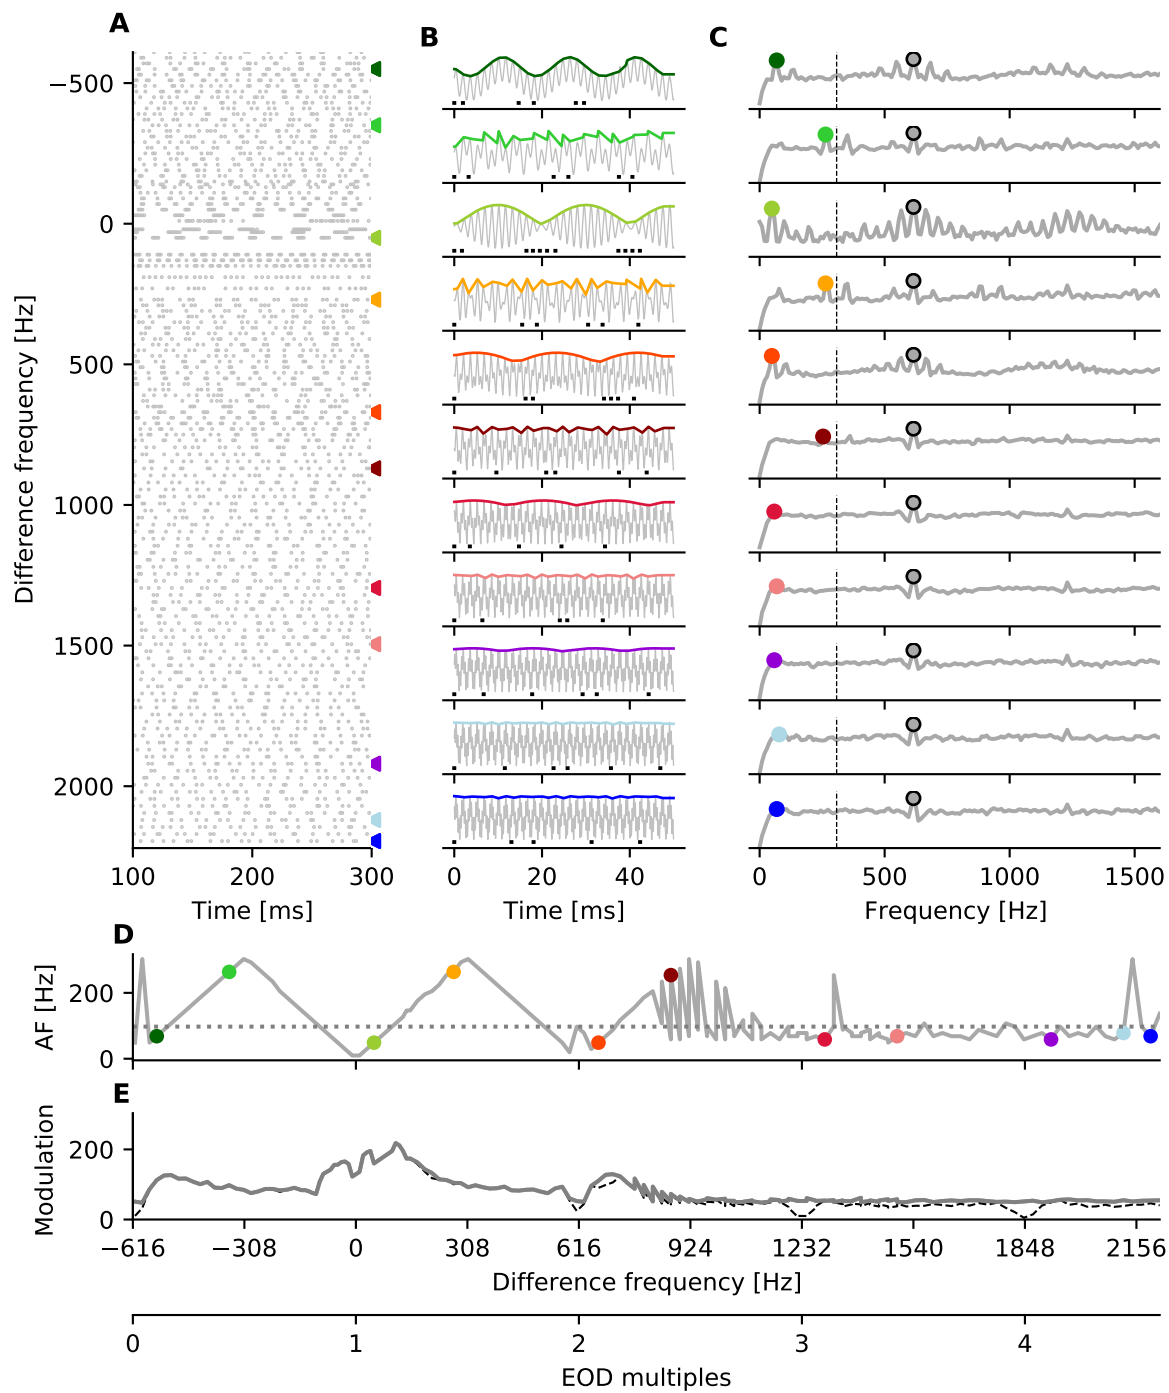 A
B
C
Difference frequency [Hz]
−500
0
500
1000
1500
2000
100 200 300
0 20 40
0 500 1000 1500
Time [ms]
Time [ms]
Frequency [Hz]
D
AF [Hz]
200
0
E
Modulation
200
0
−616 −308 0 308 616 924 1232 1540 1848 2156
Difference frequency [Hz]
0 1 2 3 4
EOD multiples